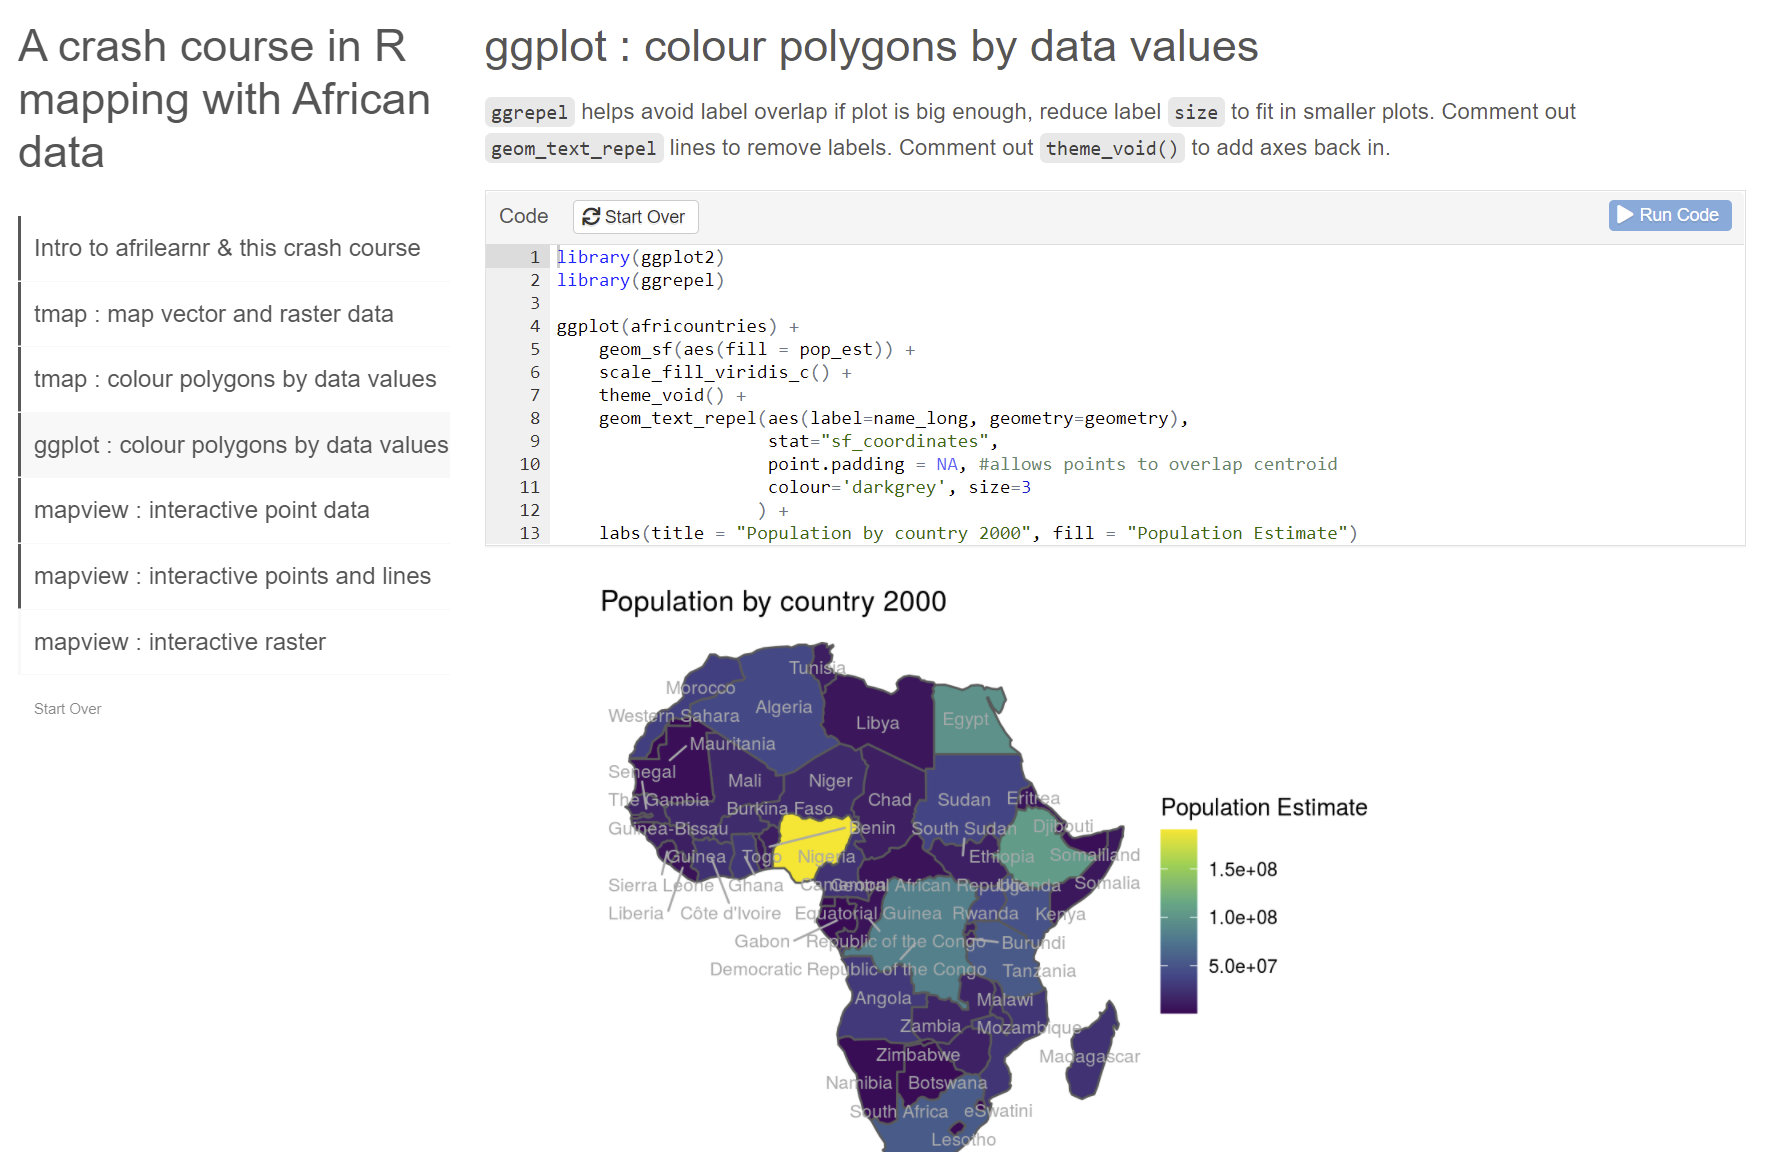 A crash course in R
mapping with African
data
Intro to afrilearnr & this crash course
tmap : map vector and raster data
tmap : colour polygons by data values
ggplot : colour polygons by data values
mapview : interactive point data
mapview : interactive points and lines
mapview : interactive raster
Start Over
ggplot : colour polygons by data values
ggrepel helps avoid label overlap if plot is big enough, reduce label size to fit in smaller plots. Comment out
geom_text_repel lines to remove labels. Comment out theme_void() to add axes back in.
Code Start Over Run Code
1 library(ggplot2)
2 library(ggrepel)
3
4 ggplot(africountries) +
5 geom_sf(aes(fill = pop_est)) +
6 scale_fill_viridis_c() +
7 theme_void() +
8 geom_text_repel(aes(label=name_long, geometry=geometry),
9 stat="sf_coordinates",
10 point.padding = NA, #allows points to overlap centroid
11 colour='darkgrey', size=3
12 ) +
13 labs(title = "Population by country 2000", fill = "Population Estimate")
Population by country 2000
Tunisia
Morocco
Algeria
Western Sahara
Libya
Egypt
Mauritania
Senegal
Mali
Niger
The Gambia
Burkina Faso
Chad
Sudan
Eritrea
Guinea-Bissau
Benin
South Sudan
Djibouti
Guinea
Togo
Nigeria
Ethiopia
Somaliland
Sierra Leone
Ghana
Cameroon
Central African Republic
Uganda
Somalia
Liberia
Côte d'Ivoire
Equatorial Guinea
Rwanda
Kenya
Gabon
Republic of the Congo
Burundi
Democratic Republic of the Congo
Tanzania
Angola
Malawi
Zambia
Mozambique
Zimbabwe
Madagascar
Namibia
Botswana
South Africa
eSwatini
Lesotho
Population Estimate
1.5e+08
1.0e+08
5.0e+07